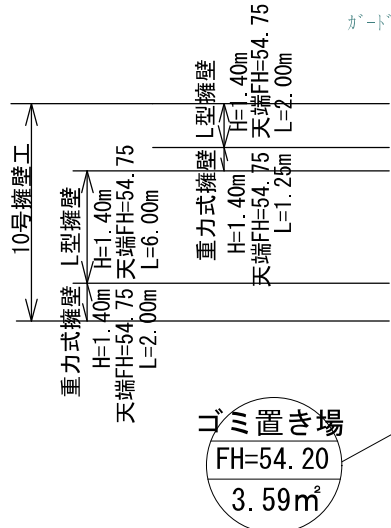 ガード
L型擁壁
H=1.40m
天端FH=54.75
L=2.00m
重力式擁壁
H=1.40m
天端FH=54.75
L=1.25m
10号擁壁工
L型擁壁
H=1.40m
天端FH=54.75
L=6.00m
重力式擁壁
H=1.40m
天端FH=54.75
L=2.00m
ゴミ置き場
FH=54.20
3.59㎡